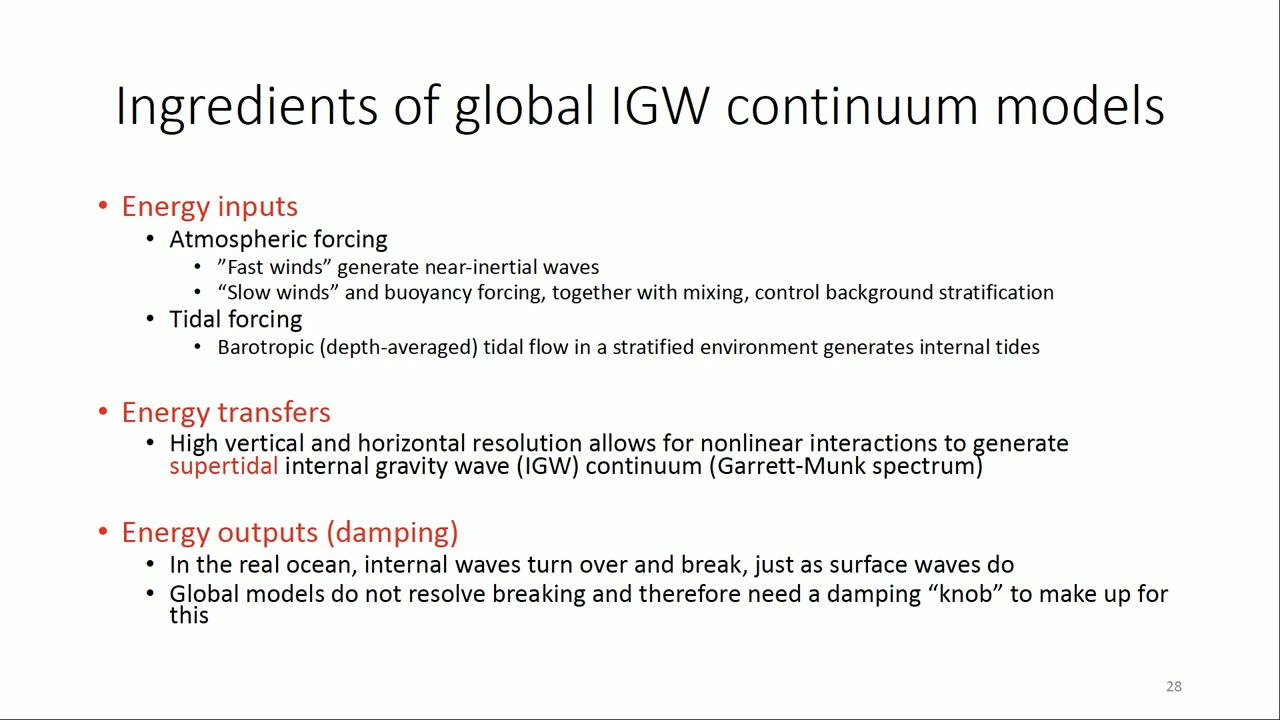 Ingredients of global IGW continuum models
• Energy inputs
• Atmospheric forcing
• ”Fast winds” generate near-inertial waves
• “Slow winds” and buoyancy forcing, together with mixing, control background stratification
• Tidal forcing
• Barotropic (depth-averaged) tidal flow in a stratified environment generates internal tides
• Energy transfers
• High vertical and horizontal resolution allows for nonlinear interactions to generate
supertidal internal gravity wave (IGW) continuum (Garrett-Munk spectrum)
• Energy outputs (damping)
• In the real ocean, internal waves turn over and break, just as surface waves do
• Global models do not resolve breaking and therefore need a damping “knob” to make up for
this
28